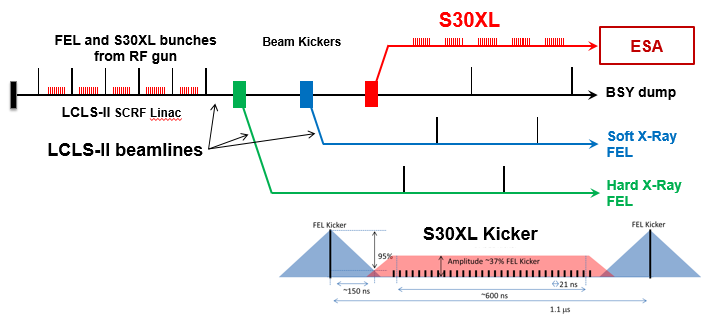 S30XL
FEL and S30XL bunches
from RF gun
Beam Kickers
ESA
BSY dump
LCLS-II SCRF Linac
LCLS-II beamlines
Soft X-Ray
FEL
Hard X-Ray
FEL
S30XL Kicker
FEL Kicker
FEL Kicker
95%
Amplitude ~37% FEL Kicker
21 ns
~150 ns
~600 ns
1.1 µs